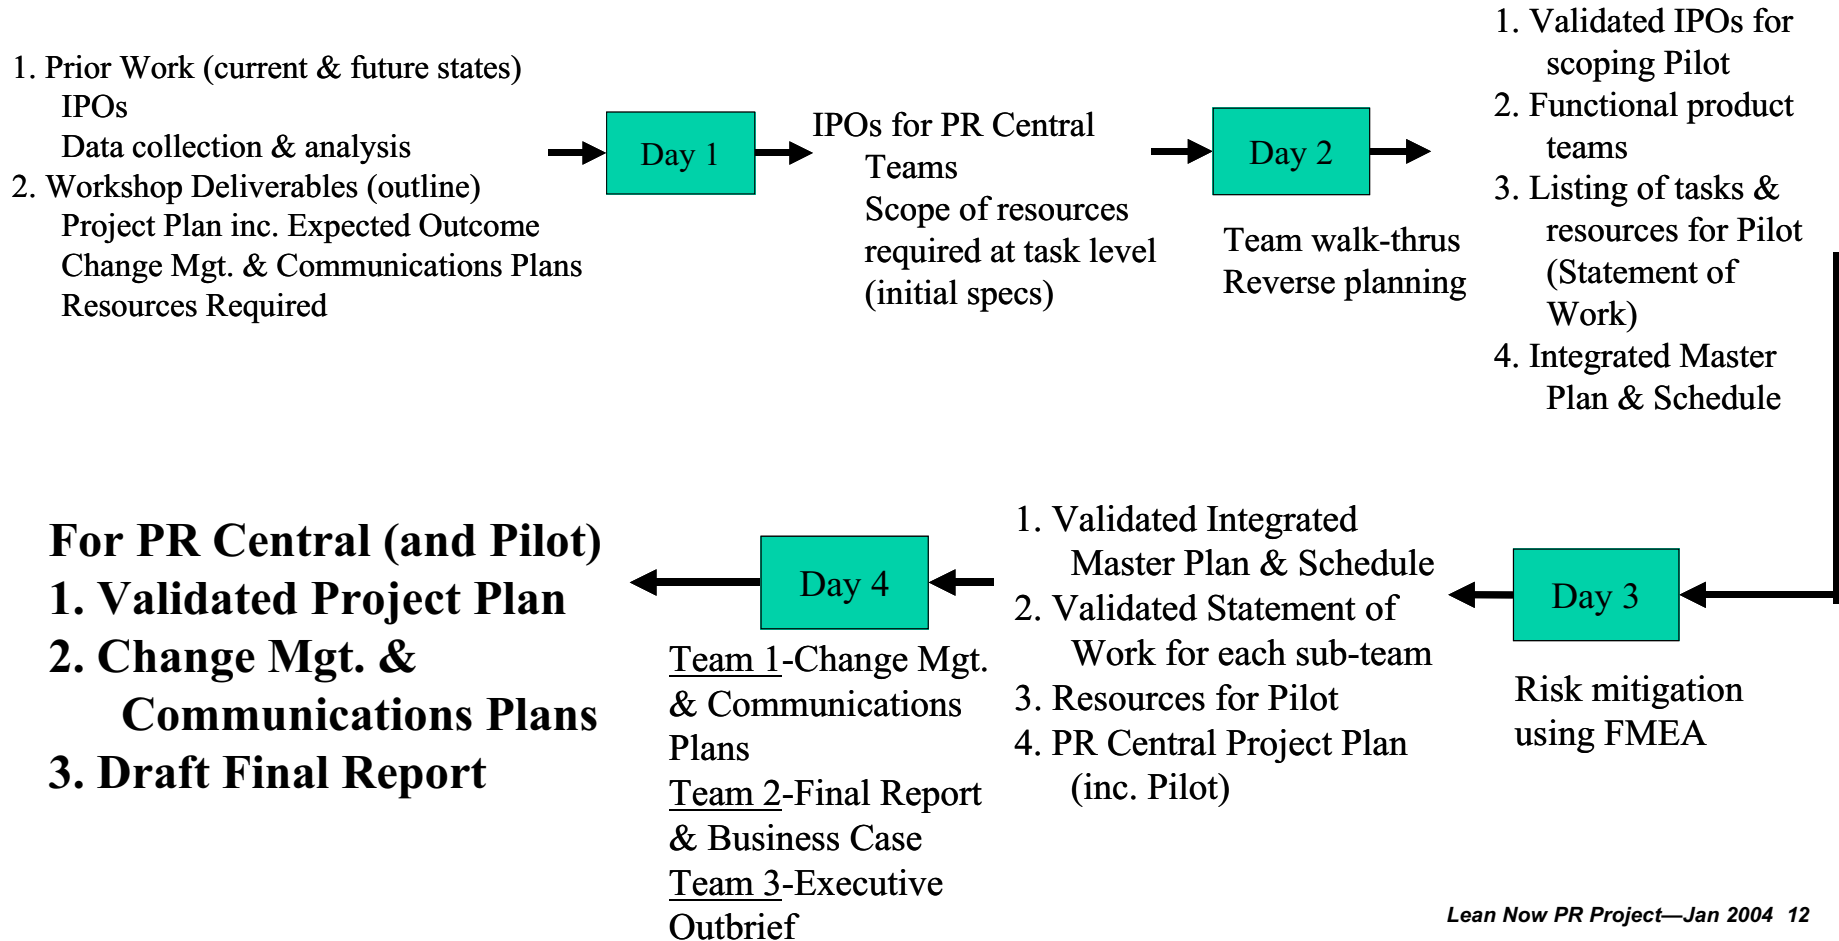 1. Prior Work (current & future states)
IPOs
Data collection & analysis
2. Workshop Deliverables (outline)
Project Plan inc. Expected Outcome
Change Mgt. & Communications Plans
Resources Required
Day 1
IPOs for PR Central
Teams
Scope of resources
required at task level
(initial specs)
Day 2
Team walk-thrus
Reverse planning
1. Validated IPOs for
scoping Pilot
2. Functional product
teams
3. Listing of tasks &
resources for Pilot
(Statement of
Work)
4. Integrated Master
Plan & Schedule
Day 3
Risk mitigation
using FMEA
1. Validated Integrated
Master Plan & Schedule
2. Validated Statement of
Work for each sub-team
3. Resources for Pilot
4. PR Central Project Plan
(inc. Pilot)
Day 4
Team 1-Change Mgt.
& Communications
Plans
Team 2-Final Report
& Business Case
Team 3-Executive
Outbrief
For PR Central (and Pilot)
1. Validated Project Plan
2. Change Mgt. &
Communications Plans
3. Draft Final Report
Lean Now PR Project—Jan 2004 12